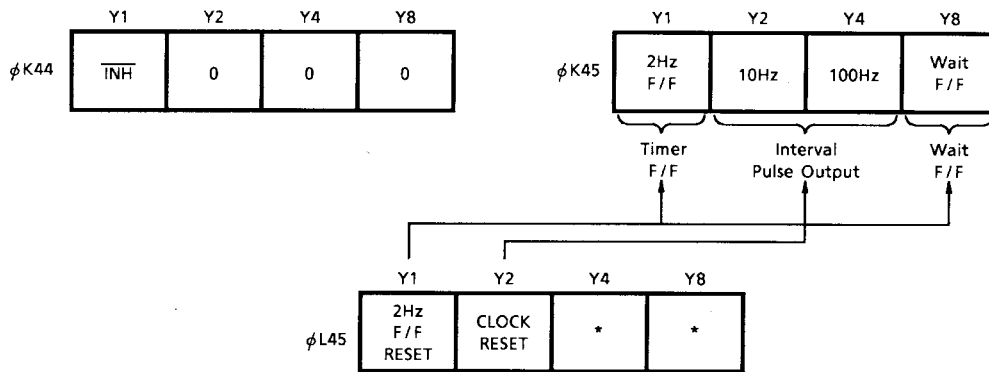 Y1 Y2 Y4 Y8
φK44 I̅N̅H̅ 0 0 0
Y1 Y2 Y4 Y8
φK45 2Hz F/F 10Hz 100Hz Wait F/F
Timer F/F
Interval Pulse Output
Wait F/F
Y1 Y2 Y4 Y8
φL45 2Hz F/F RESET CLOCK RESET * *